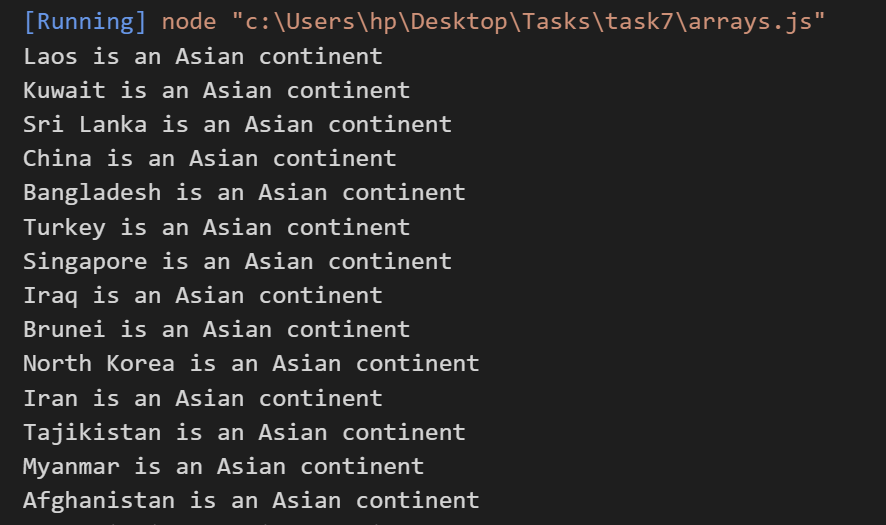 [Running] node "c:\Users\hp\Desktop\Tasks\task7\arrays.js"
Laos is an Asian continent
Kuwait is an Asian continent
Sri Lanka is an Asian continent
China is an Asian continent
Bangladesh is an Asian continent
Turkey is an Asian continent
Singapore is an Asian continent
Iraq is an Asian continent
Brunei is an Asian continent
North Korea is an Asian continent
Iran is an Asian continent
Tajikistan is an Asian continent
Myanmar is an Asian continent
Afghanistan is an Asian continent